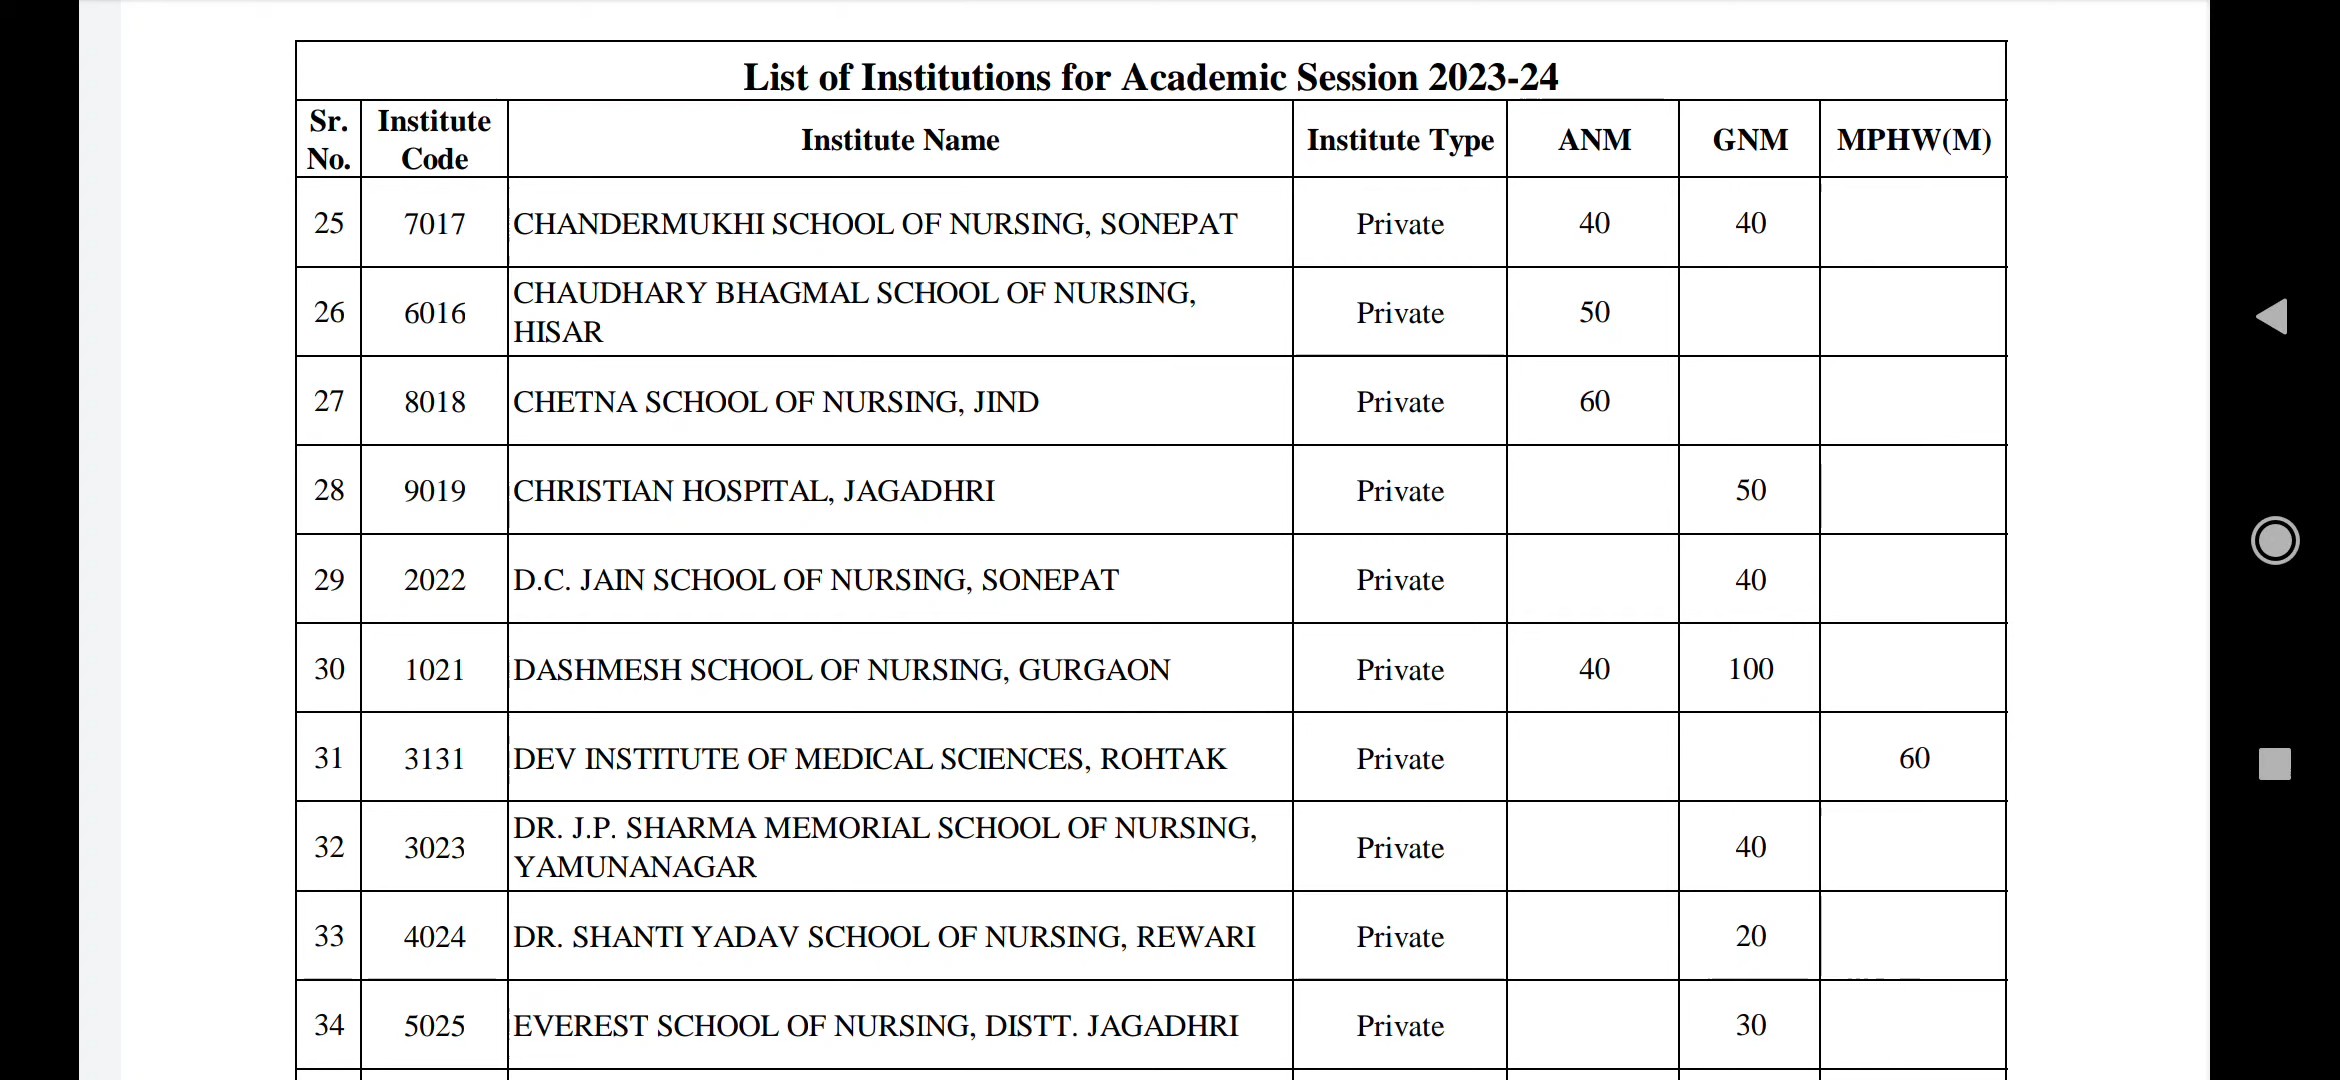 List of Institutions for Academic Session 2023-24
Sr. No. Institute Code Institute Name Institute Type ANM GNM MPHW(M)
25 7017 CHANDERMUKHI SCHOOL OF NURSING, SONEPAT Private 40 40
26 6016 CHAUDHARY BHAGMAL SCHOOL OF NURSING, HISAR Private 50
27 8018 CHETNA SCHOOL OF NURSING, JIND Private 60
28 9019 CHRISTIAN HOSPITAL, JAGADHRI Private 50
29 2022 D.C. JAIN SCHOOL OF NURSING, SONEPAT Private 40
30 1021 DASHMESH SCHOOL OF NURSING, GURGAON Private 40 100
31 3131 DEV INSTITUTE OF MEDICAL SCIENCES, ROHTAK Private 60
32 3023 DR. J.P. SHARMA MEMORIAL SCHOOL OF NURSING, YAMUNANAGAR Private 40
33 4024 DR. SHANTI YADAV SCHOOL OF NURSING, REWARI Private 20
34 5025 EVEREST SCHOOL OF NURSING, DISTT. JAGADHRI Private 30